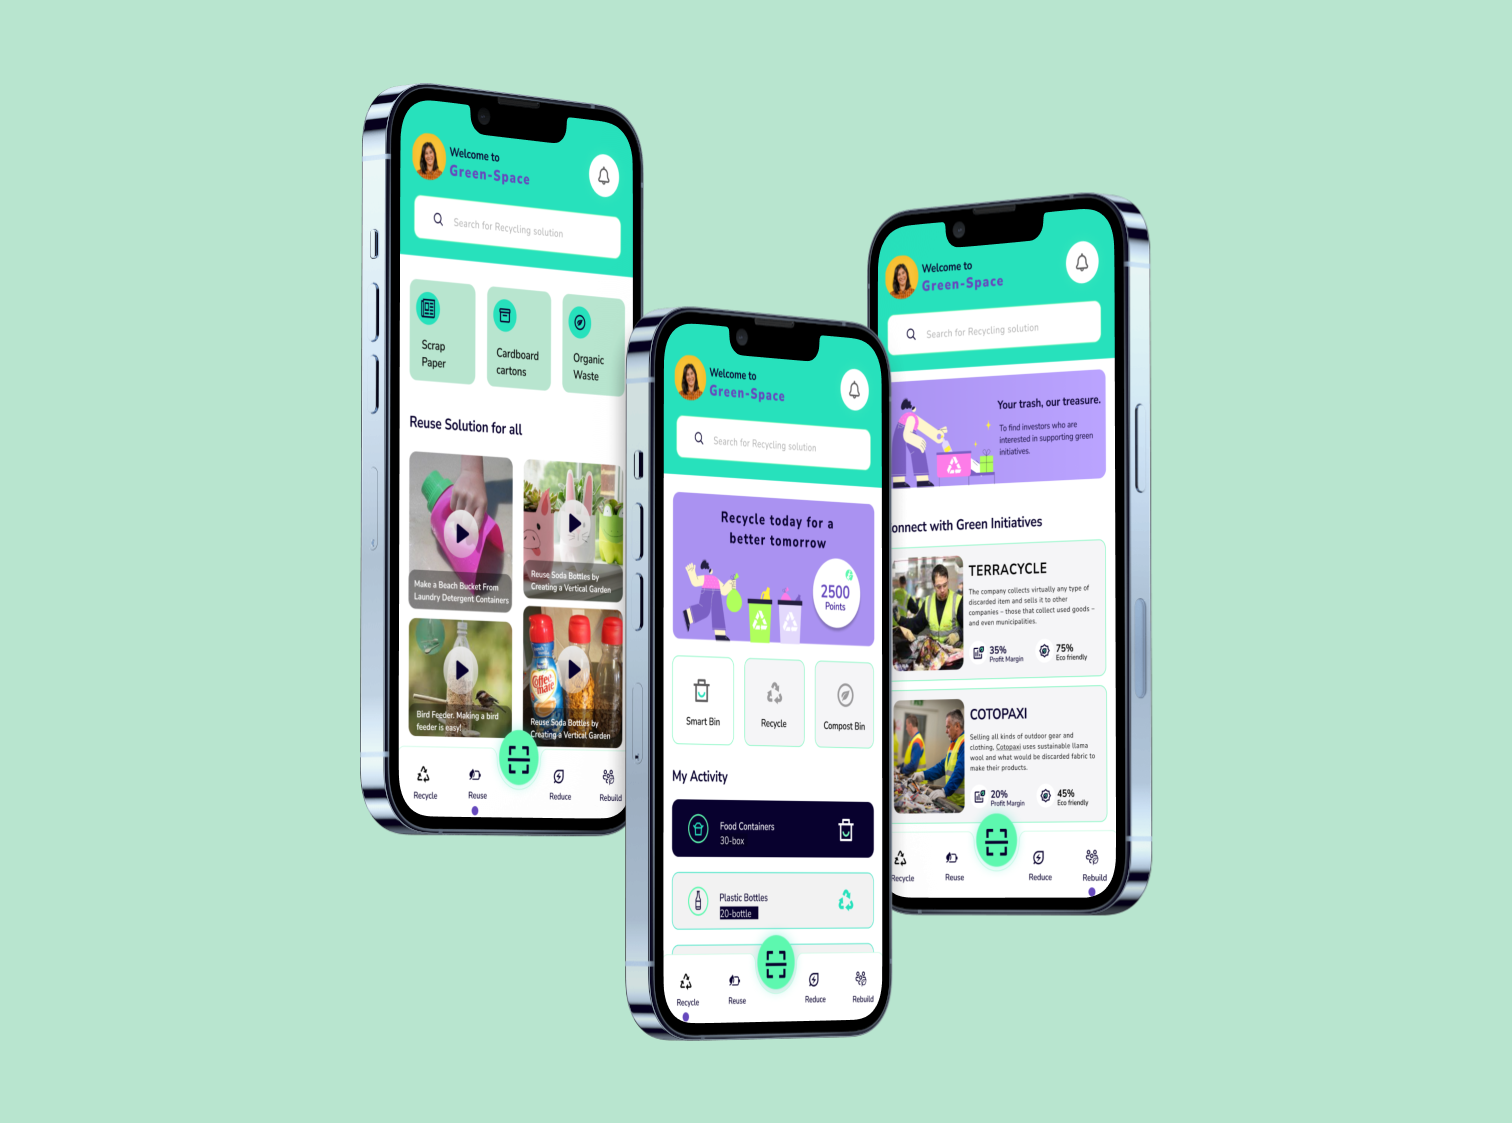 Welcome to
Green-Space
Search for Recycling solution
Scrap
Paper
Cardboard
cartons
Organic
Waste
Reuse Solution for all
Make a Beach Bucket From
Laundry Detergent Containers
Reuse Soda Bottles by
Creating a Vertical Garden
Bird Feeder. Making a bird
feeder is easy!
Coffee
mate
Reuse Soda Bottles by
Creating a Vertical Garden
Recycle
Reuse
Reduce
Rebuild
Welcome to
Green-Space
Search for Recycling solution
Recycle today for a
better tomorrow
2500
Points
Smart Bin
Recycle
Compost Bin
My Activity
Food Containers
30-box
Plastic Bottles
20-bottle
Recycle
Reuse
Reduce
Rebuild
Welcome to
Green-Space
Search for Recycling solution
Your trash, our treasure.
To find investors who are
interested in supporting green
initiatives.
onnect with Green Initiatives
TERRACYCLE
The company collects virtually any type of
discarded item and sells it to other
companies – those that collect used goods –
and even municipalities.
35%
Profit Margin
75%
Eco friendly
COTOPAXI
Selling all kinds of outdoor gear and
clothing, Cotopaxi uses sustainable llama
wool and what would be discarded fabric to
make their products.
20%
Profit Margin
45%
Eco friendly
Recycle
Reuse
Reduce
Rebuild